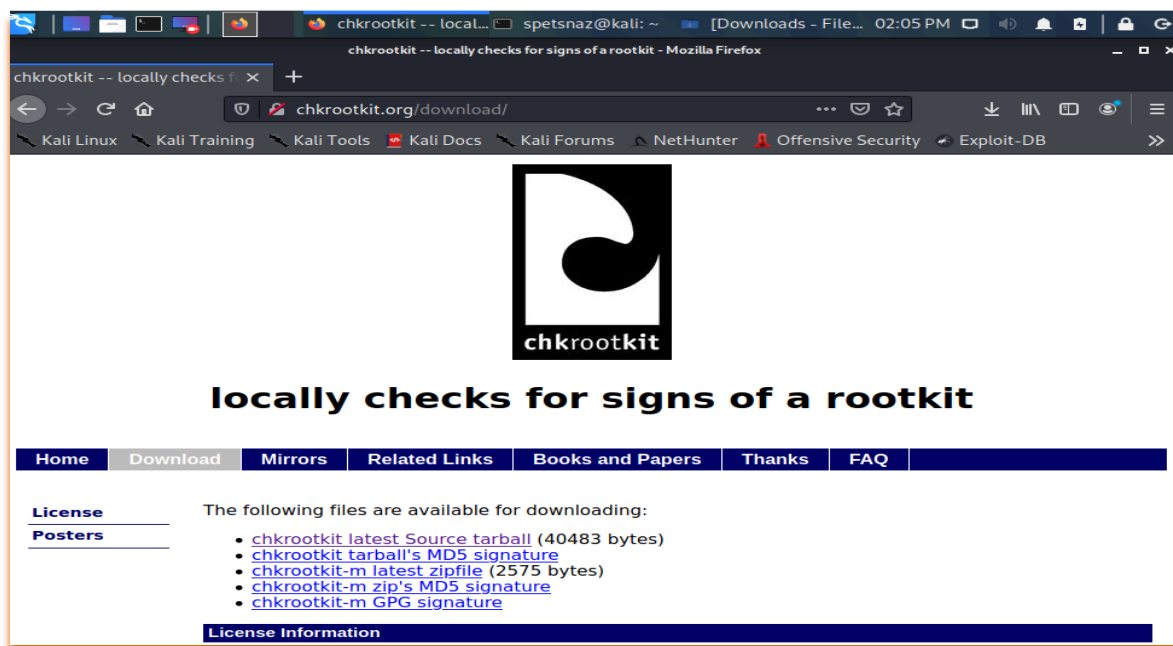 chkrootkit -- local... spetsnaz@kali: ~ [Downloads - File... 02:05 PM
chkrootkit -- locally checks for signs of a rootkit - Mozilla Firefox
chkrootkit -- locally checks f
chkrootkit.org/download/
Kali Linux Kali Training Kali Tools Kali Docs Kali Forums NetHunter Offensive Security Exploit-DB
chkrootkit
locally checks for signs of a rootkit
Home Download Mirrors Related Links Books and Papers Thanks FAQ
License
Posters
The following files are available for downloading:
• chkrootkit latest Source tarball (40483 bytes)
• chkrootkit tarball's MD5 signature
• chkrootkit-m latest zipfile (2575 bytes)
• chkrootkit-m zip's MD5 signature
• chkrootkit-m GPG signature
License Information